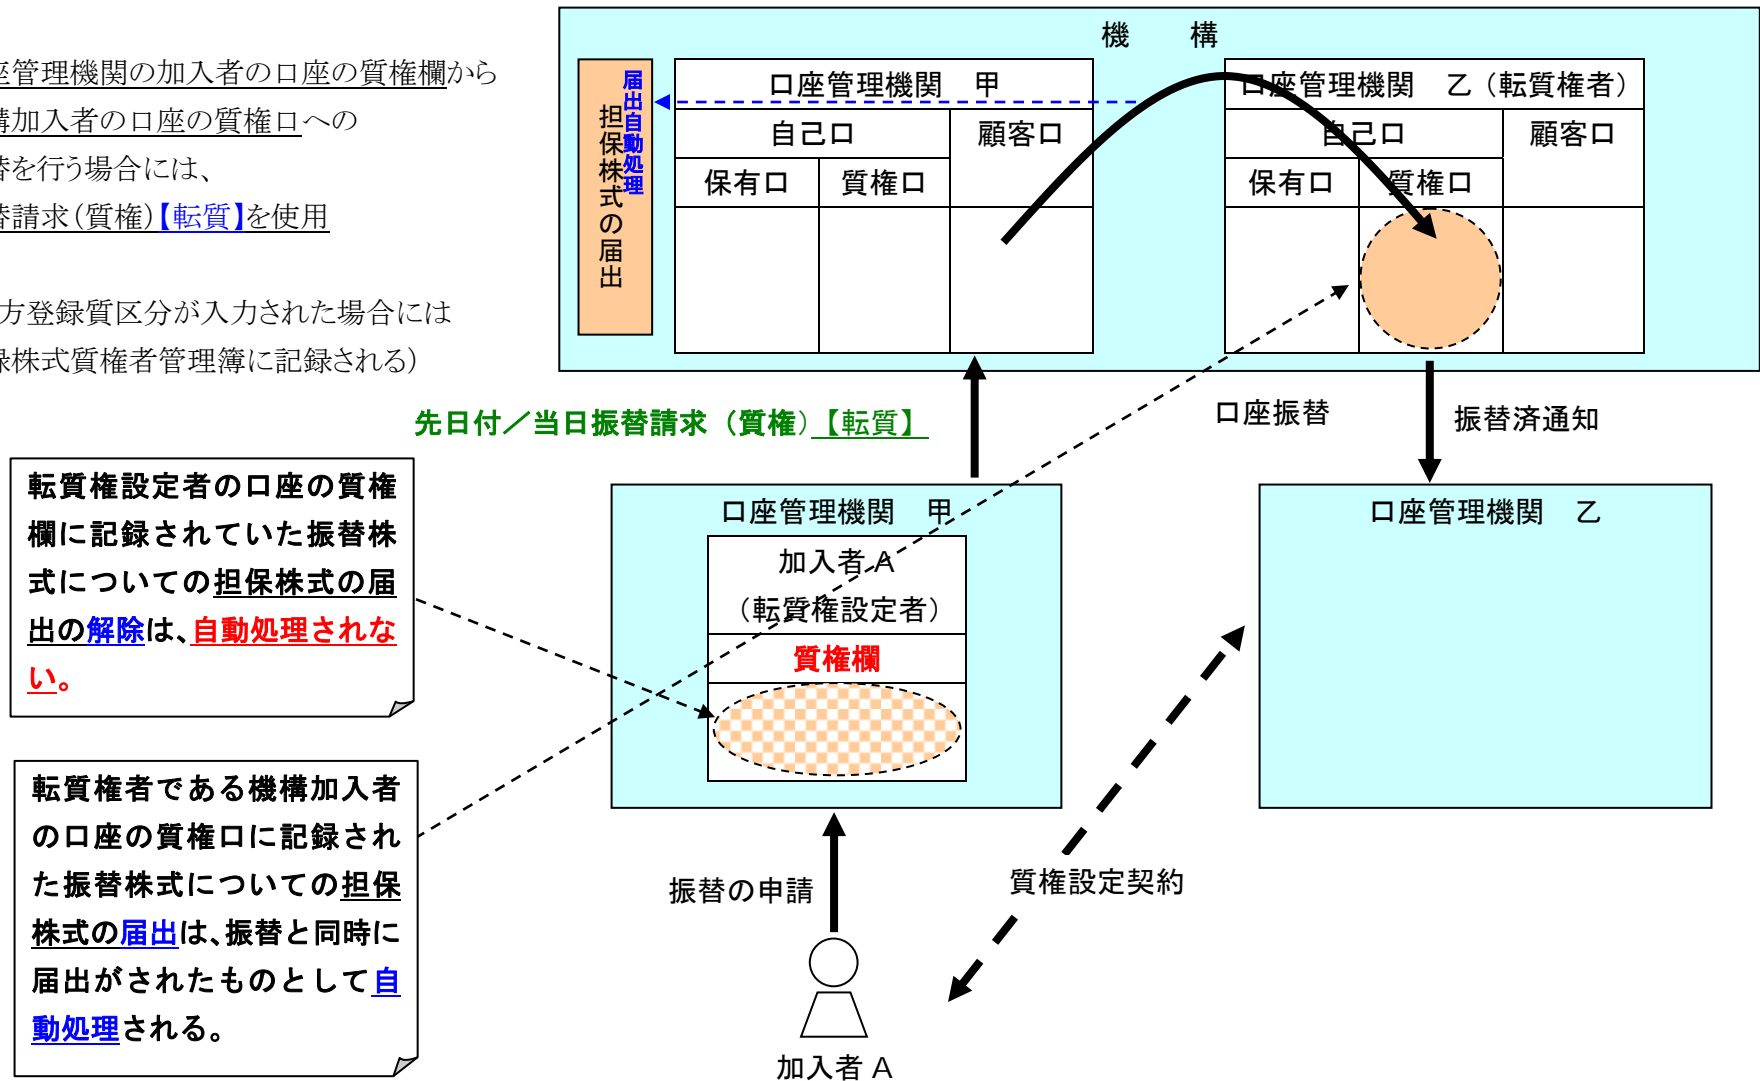 機　構
座管理機関の加入者の口座の質権欄から
構加入者の口座の質権口への
替を行う場合には、
替請求（質権）【転質】を使用
方登録質区分が入力された場合には
録株式質権者管理簿に記録される）
担保株式の届出
届出自動処理
口座管理機関　甲
自己口
顧客口
保有口
質権口
口座管理機関　乙（転質権者）
自己口
顧客口
保有口
質権口
先日付／当日振替請求（質権）【転質】
口座振替
振替済通知
転質権設定者の口座の質権
欄に記録されていた振替株
式についての担保株式の届
出の解除は、自動処理されな
い。
口座管理機関　甲
加入者 A
（転質権設定者）
質権欄
口座管理機関　乙
転質権者である機構加入者
の口座の質権口に記録され
た振替株式についての担保
株式の届出は、振替と同時に
届出がされたものとして自
動処理される。
振替の申請
質権設定契約
加入者 A